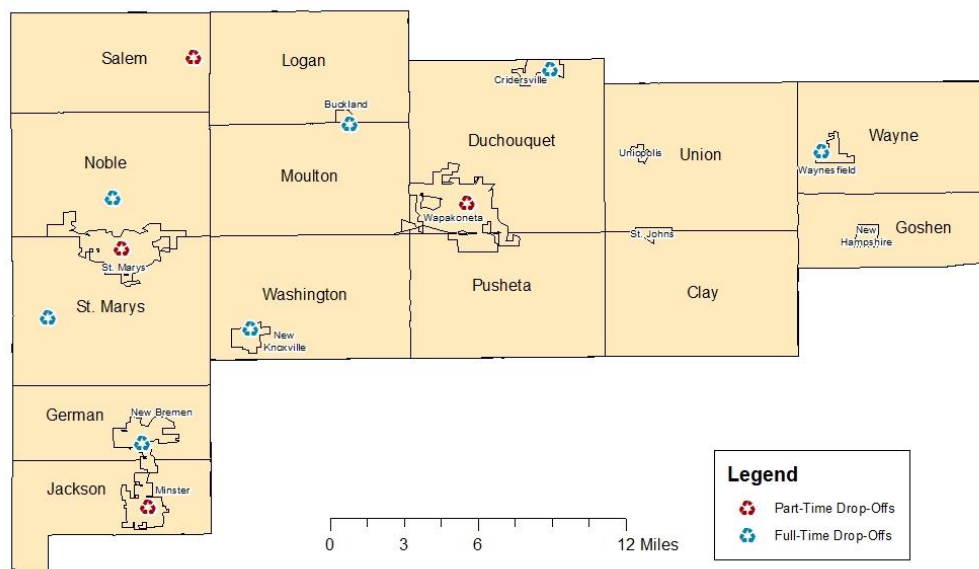 Salem
Logan
Cridersville
Buckland
Duchouquet
Wayne
Noble
Uniopolis
Union
Moulton
Waynesfield
Wapakoneta
Goshen
New
Hampshire
St. Johns
St. Marys
St. Marys
Washington
Pusheta
Clay
New
Knoxville
German
New Bremen
Jackson
Minster
Legend
Part-Time Drop-Offs
Full-Time Drop-Offs
0 3 6 12 Miles